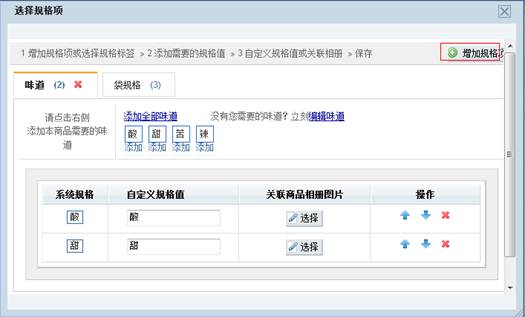 选择规格项
1 增加规格项或选择规格标签 » 2 添加需要的规格值 » 3 自定义规格值或关联相册 » 保存 增加规格项
味道 (2) 袋规格 (3)
请点击右侧
添加本商品需要的味道
添加全部味道 没有您需要的味道？立刻编辑味道
酸 甜 苦 辣
添加 添加 添加 添加
系统规格 自定义规格值 关联商品相册图片 操作
酸 酸 选择
甜 甜 选择